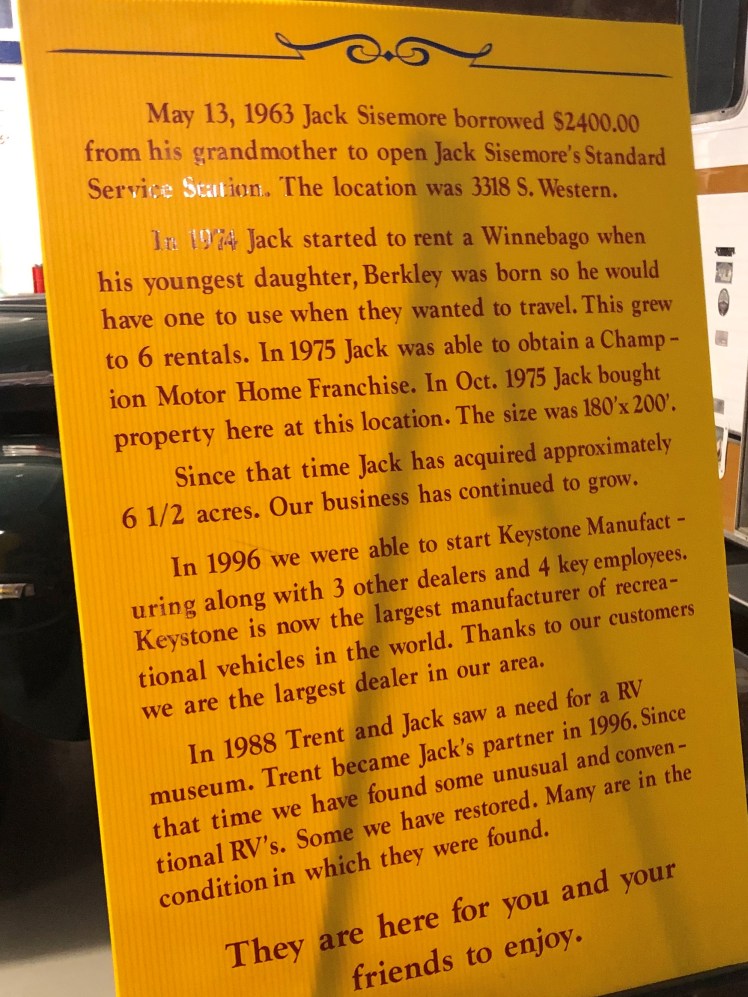 May 13, 1963 Jack Sisemore borrowed $2400.00
from his grandmother to open Jack Sisemore's Standard
Service Station. The location was 3318 S. Western.
In 1974 Jack started to rent a Winnebago when
his youngest daughter, Berkley was born so he would
have one to use when they wanted to travel. This grew
to 6 rentals. In 1975 Jack was able to obtain a Champ-
ion Motor Home Franchise. In Oct. 1975 Jack bought
property here at this location. The size was 180'x 200'.
Since that time Jack has acquired approximately
6 1/2 acres. Our business has continued to grow.
In 1996 we were able to start Keystone Manufact-
uring along with 3 other dealers and 4 key employees.
Keystone is now the largest manufacturer of recrea-
tional vehicles in the world. Thanks to our customers
we are the largest dealer in our area.
In 1988 Trent and Jack saw a need for a RV
museum. Trent became Jack's partner in 1996. Since
that time we have found some unusual and conven-
tional RV's. Some we have restored. Many are in the
condition in which they were found.
They are here for you and your
friends to enjoy.